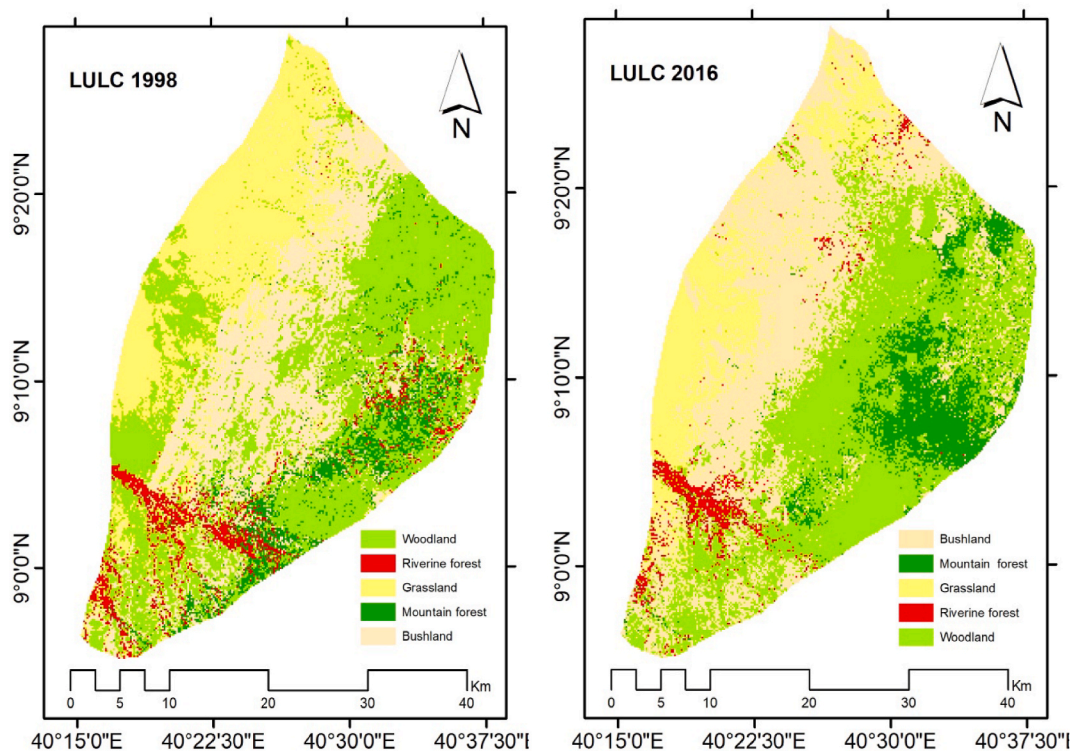 LULC 1998
N
9°20'0"N
9°10'0"N
9°0'0"N
Woodland
Riverine forest
Grassland
Mountain forest
Bushland
Km
0 5 10 20 30 40
40°15'0"E 40°22'30"E 40°30'0"E 40°37'30"E
LULC 2016
N
9°20'0"N
9°10'0"N
9°0'0"N
Bushland
Mountain forest
Grassland
Riverine forest
Woodland
Km
0 5 10 20 30 40
40°15'0"E 40°22'30"E 40°30'0"E 40°37'30"E